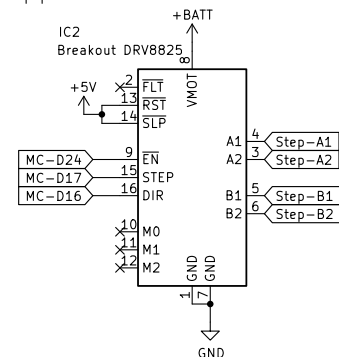 +BATT
IC2
Breakout DRV8825
8
VMOT
+5V
2 FLT
13 RST
14 SLP
A1 4 Step-A1
A2 3 Step-A2
MC-D24 9 EN
MC-D17 15 STEP
MC-D16 16 DIR
B1 5 Step-B1
B2 6 Step-B2
10 M0
11 M1
12 M2
GND GND
1 7
GND